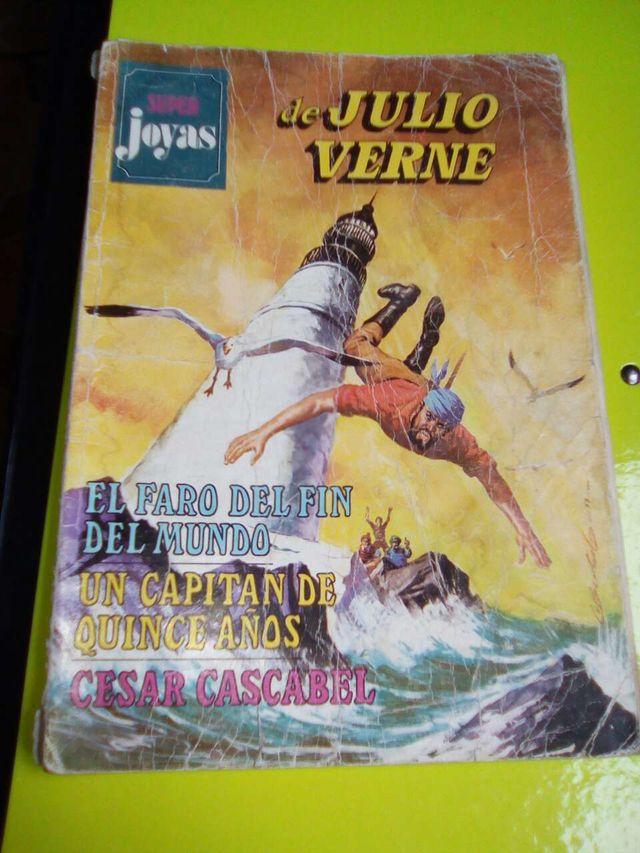 SUPER
joyas
de JULIO
VERNE
EL FARO DEL FIN
DEL MUNDO
UN CAPITAN DE
QUINCE AÑOS
CESAR CASCABEL